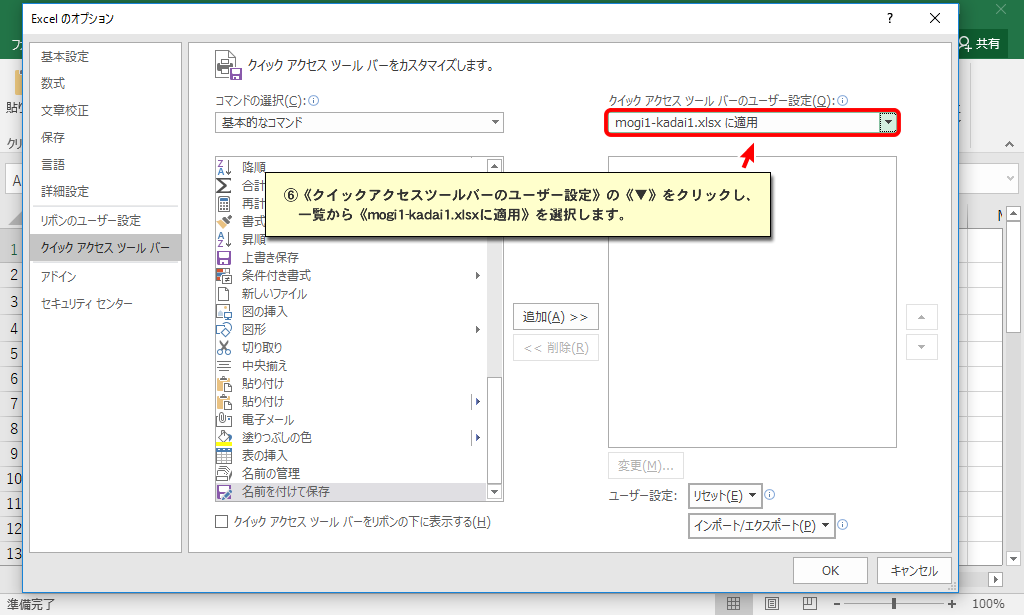 Excel のオプション
?
共有
基本設定
数式
文章校正
保存
言語
詳細設定
リボンのユーザー設定
クイック アクセス ツール バー
アドイン
セキュリティ センター
クイック アクセス ツール バーをカスタマイズします。
コマンドの選択(C):
基本的なコマンド
クイック アクセス ツール バーのユーザー設定(Q):
mogi1-kadai1.xlsx に適用
⑥《クイックアクセスツールバーのユーザー設定》の《▼》をクリックし、
一覧から《mogi1-kadai1.xlsxに適用》を選択します。
降順
合計
再計
書式
昇順
上書き保存
条件付き書式
新しいファイル
図の挿入
図形
切り取り
中央揃え
貼り付け
貼り付け
電子メール
塗りつぶしの色
表の挿入
名前の管理
名前を付けて保存
追加(A) >>
<< 削除(R)
変更(M)...
ユーザー設定:
リセット(E)
インポート/エクスポート(P)
クイック アクセス ツール バーをリボンの下に表示する(H)
OK
キャンセル
A
1
2
3
4
5
6
7
8
9
10
11
12
13
準備完了
100%